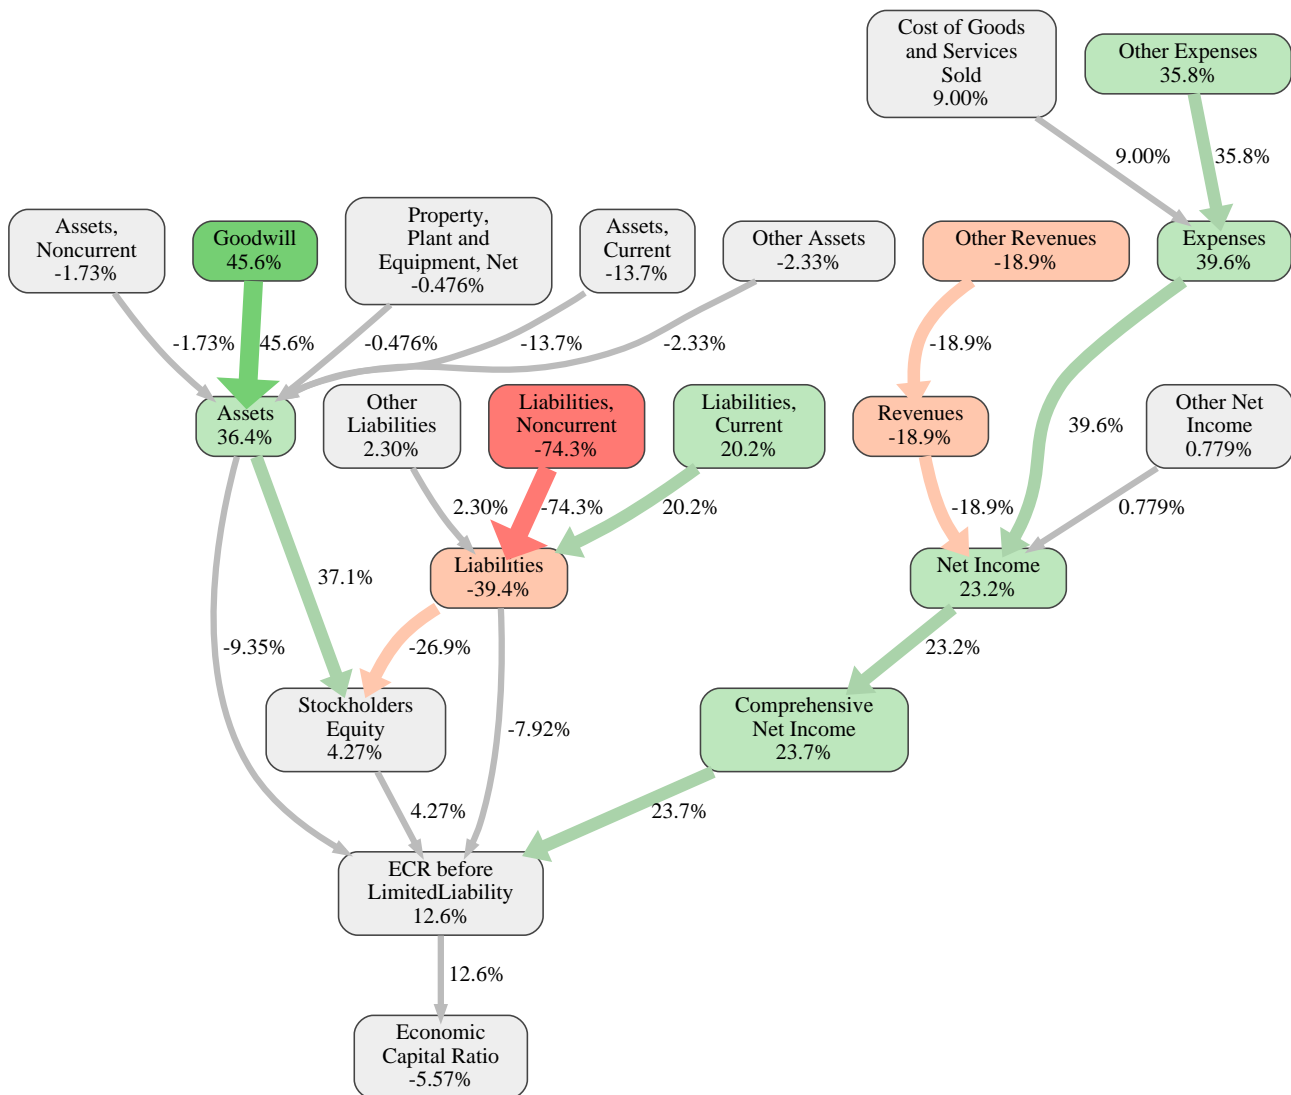 Cost of Goods
and Services
Sold
9.00%
Other Expenses
35.8%
9.00%
35.8%
Assets,
Noncurrent
-1.73%
Goodwill
45.6%
Property,
Plant and
Equipment, Net
-0.476%
Assets,
Current
-13.7%
Other Assets
-2.33%
Other Revenues
-18.9%
Expenses
39.6%
-1.73%
45.6%
-0.476%
-13.7%
-2.33%
-18.9%
39.6%
Assets
36.4%
Other
Liabilities
2.30%
Liabilities,
Noncurrent
-74.3%
Liabilities,
Current
20.2%
Revenues
-18.9%
Other Net
Income
0.779%
2.30%
-74.3%
20.2%
-18.9%
0.779%
37.1%
Liabilities
-39.4%
Net Income
23.2%
-9.35%
-26.9%
23.2%
-7.92%
Stockholders
Equity
4.27%
Comprehensive
Net Income
23.7%
4.27%
23.7%
ECR before
LimitedLiability
12.6%
12.6%
Economic
Capital Ratio
-5.57%